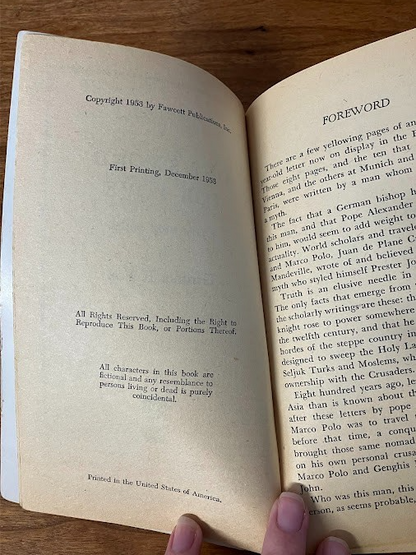 Copyright 1953 by Fawcett Publications, Inc.
First Printing, December 1953
All Rights Reserved, Including the Right to
Reproduce This Book, or Portions Thereof.
All characters in this book are
fictional and any resemblance to
persons living or dead is purely
coincidental.
Printed in the United States of America.
FOREWORD
There are a few yellowing pages of an
year-old letter now on display in the
Those eight pages, and the ten that
Vienna, and the others at Munich and
Paris, were written by a man whom
a myth.
The fact that a German bishop h
this man, and that Pope Alexander
to him, would seem to add weight to
actuality. World scholars and travele
and Marco Polo, Juan de Plane C
Mandeville, wrote of and believed
myth who styled himself Prester Jo
Truth is an elusive needle in
The only facts that emerge from
the scholarly writings are these: t
knight rose to power somewhere
the twelfth century, and that he
hordes of the steppe country in
designed to sweep the Holy La
Seljuk Turks and Moslems, wh
ownership with the Crusaders.
Eight hundred years ago,
Asia than is known about th
after these letters by pope
Marco Polo was to travel
before that time, a conqu
brought those same nomad
on his own personal crusa
Marco Polo and Genghis
John.
Who was this man, this
person, as seems probable,